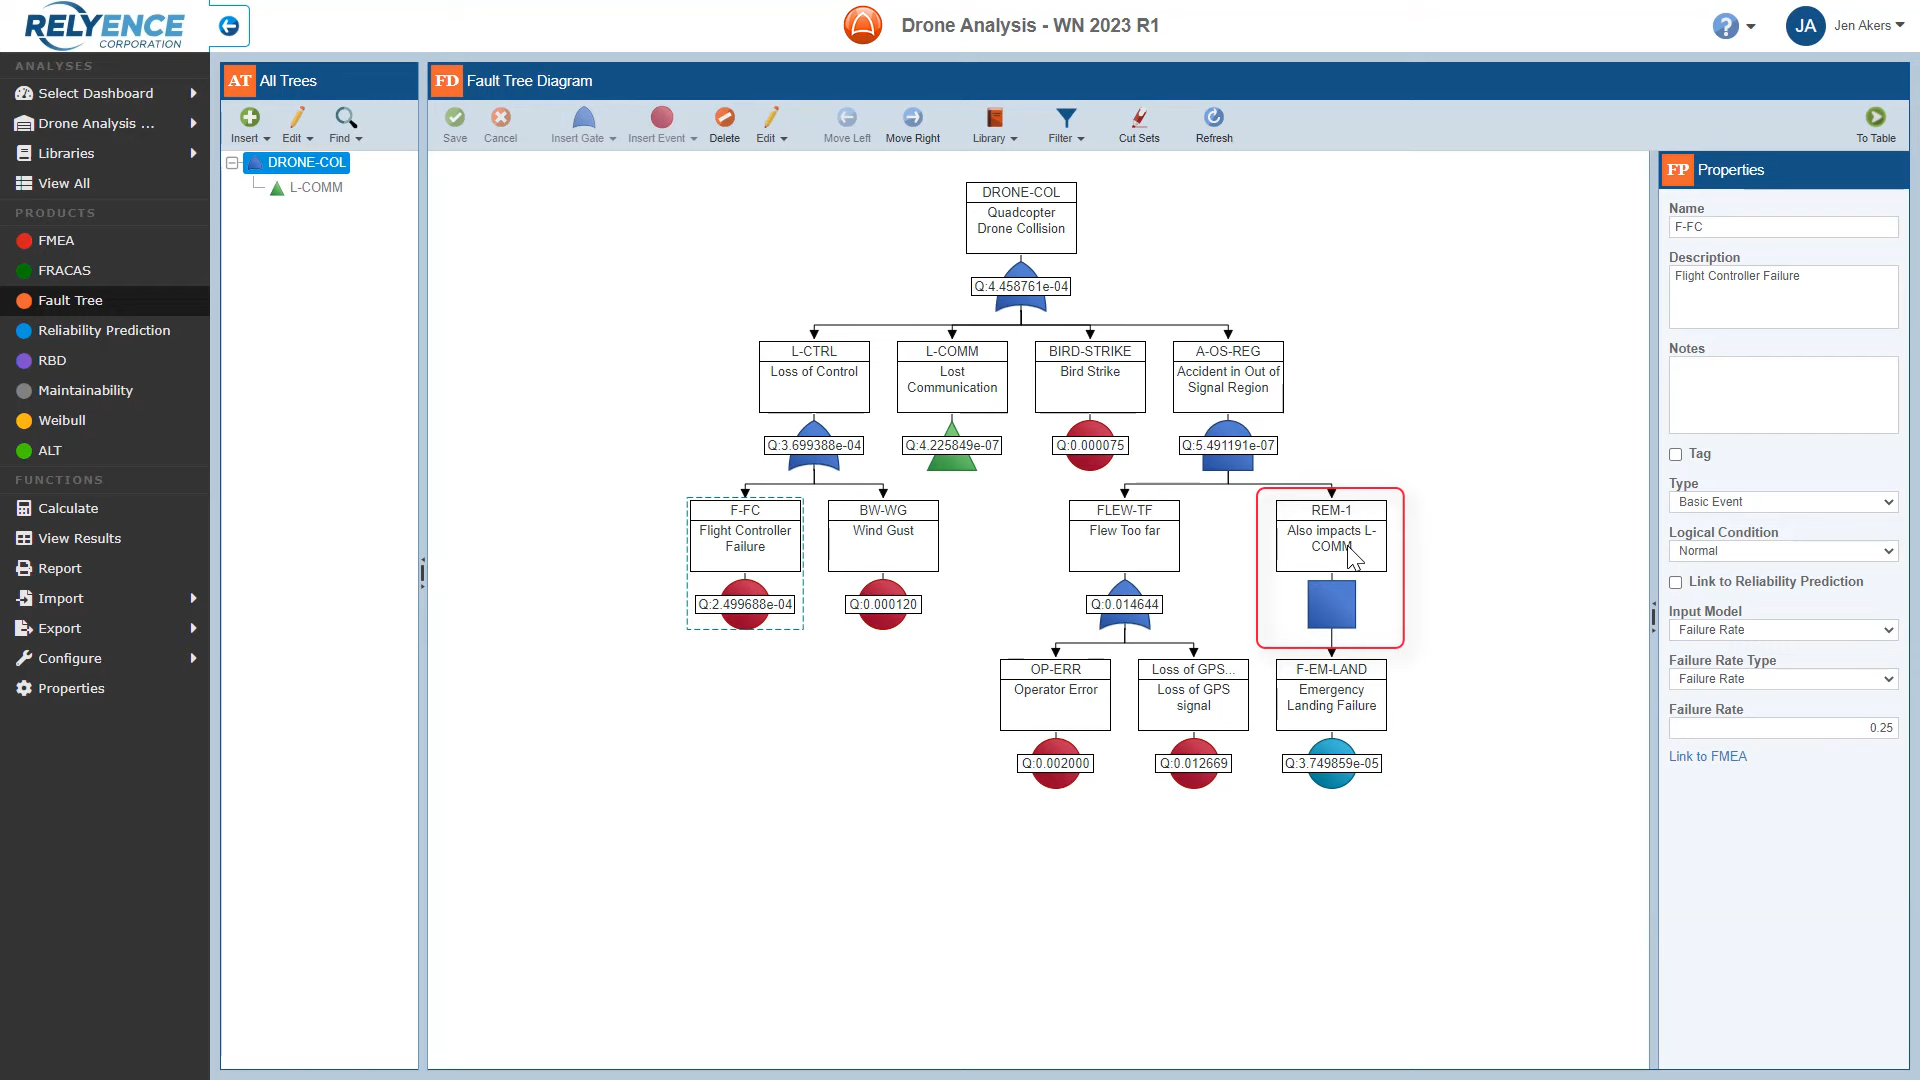 RELYENCE
CORPORATION
Drone Analysis - WN 2023 R1
?
JA
Jen Akers
ANALYSES
Select Dashboard
Drone Analysis ...
Libraries
View All
PRODUCTS
FMEA
FRACAS
Fault Tree
Reliability Prediction
RBD
Maintainability
Weibull
ALT
FUNCTIONS
Calculate
View Results
Report
Import
Export
Configure
Properties
AT All Trees
Insert Edit Find
DRONE-COL
L-COMM
FD Fault Tree Diagram
Save Cancel Insert Gate Insert Event Delete Edit Move Left Move Right Library Filter Cut Sets Refresh To Table
DRONE-COL
Quadcopter
Drone Collision
Q:4.458761e-04
L-CTRL
Loss of Control
Q:3.699388e-04
L-COMM
Lost
Communication
Q:4.225849e-07
BIRD-STRIKE
Bird Strike
Q:0.000075
A-OS-REG
Accident in Out of
Signal Region
Q:5.491191e-07
F-FC
Flight Controller
Failure
Q:2.499688e-04
BW-WG
Wind Gust
Q:0.000120
FLEW-TF
Flew Too far
Q:0.014644
REM-1
Also impacts L-
COMM
OP-ERR
Operator Error
Q:0.002000
Loss of GPS...
Loss of GPS
signal
Q:0.012669
F-EM-LAND
Emergency
Landing Failure
Q:3.749859e-05
FP Properties
Name
F-FC
Description
Flight Controller Failure
Notes
Tag
Type
Basic Event
Logical Condition
Normal
Link to Reliability Prediction
Input Model
Failure Rate
Failure Rate Type
Failure Rate
Failure Rate
0.25
Link to FMEA